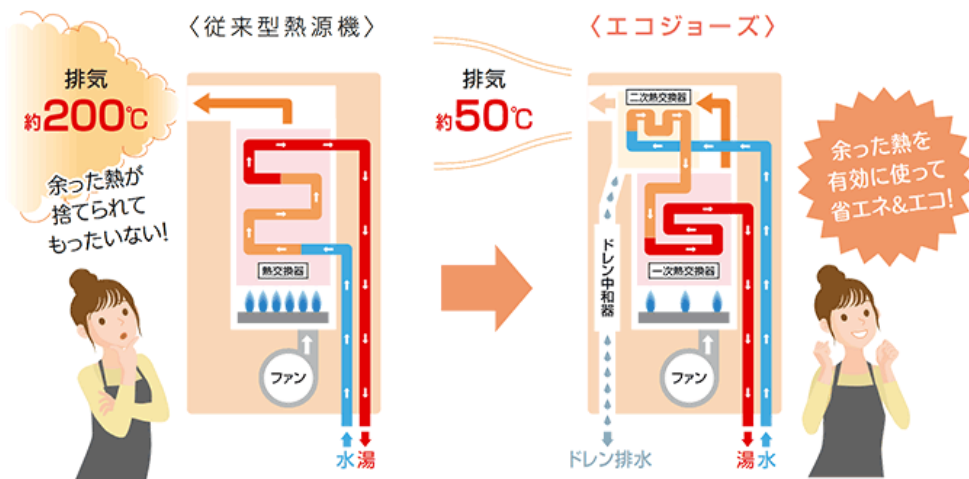 〈従来型熱源機〉
排気
約200℃
余った熱が
捨てられて
もったいない!
熱交換器
ファン
水 湯
〈エコジョーズ〉
排気
約50℃
二次熱交換器
一次熱交換器
ドレン中和器
ファン
ドレン排水
湯 水
余った熱を
有効に使って
省エネ&エコ!